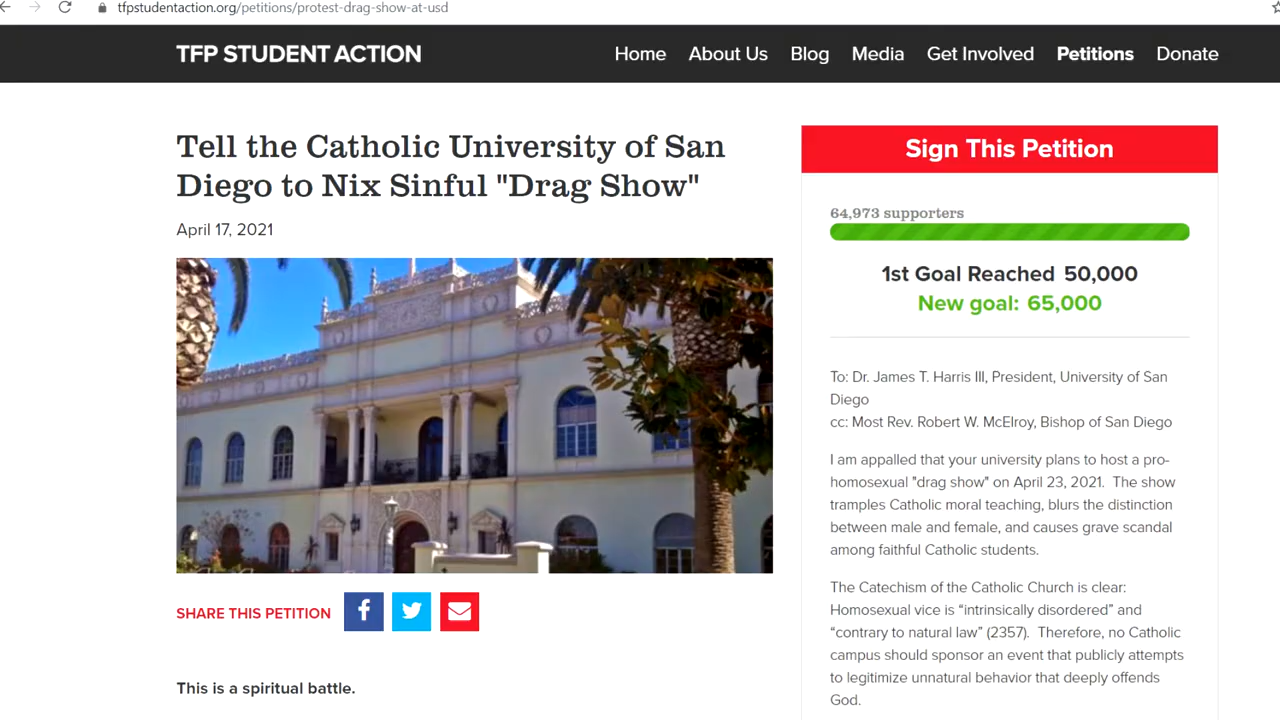 tfpstudentaction.org/petitions/protest-drag-show-at-usd
TFP STUDENT ACTION
Home About Us Blog Media Get Involved Petitions Donate
Tell the Catholic University of San
Diego to Nix Sinful "Drag Show"
April 17, 2021
SHARE THIS PETITION
This is a spiritual battle.
Sign This Petition
64,973 supporters
1st Goal Reached 50,000
New goal: 65,000
To: Dr. James T. Harris III, President, University of San
Diego
cc: Most Rev. Robert W. McElroy, Bishop of San Diego
I am appalled that your university plans to host a pro-
homosexual "drag show" on April 23, 2021. The show
tramples Catholic moral teaching, blurs the distinction
between male and female, and causes grave scandal
among faithful Catholic students.
The Catechism of the Catholic Church is clear:
Homosexual vice is “intrinsically disordered” and
“contrary to natural law” (2357). Therefore, no Catholic
campus should sponsor an event that publicly attempts
to legitimize unnatural behavior that deeply offends
God.